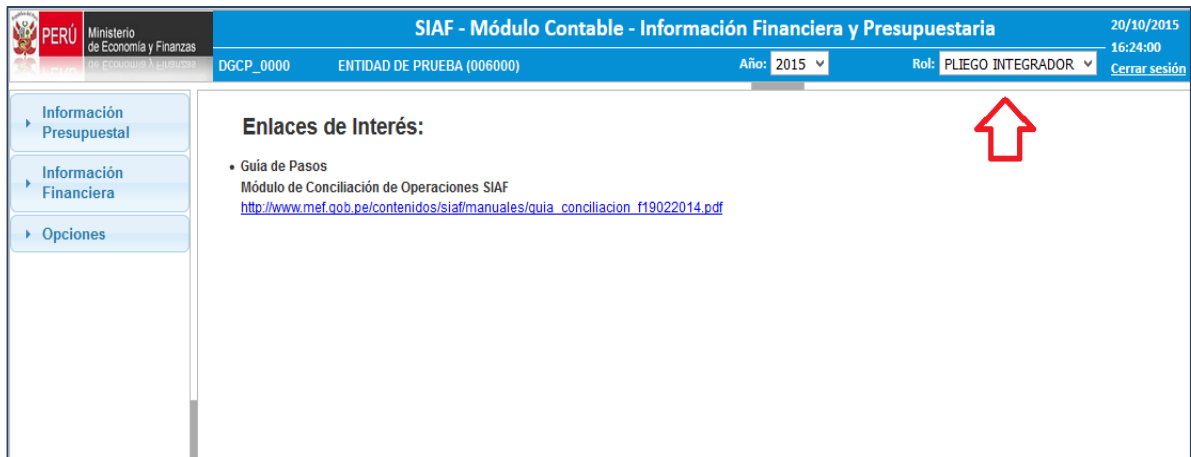 PERÚ
Ministerio
de Economía y Finanzas
SIAF - Módulo Contable - Información Financiera y Presupuestaria
20/10/2015
16:24:00
DGCP_0000 ENTIDAD DE PRUEBA (006000) Año: 2015 Rol: PLIEGO INTEGRADOR Cerrar sesión
Información
Presupuestal
Información
Financiera
Opciones
Enlaces de Interés:
• Guía de Pasos
Módulo de Conciliación de Operaciones SIAF
http://www.mef.gob.pe/contenidos/siaf/manuales/guia_conciliacion_f19022014.pdf